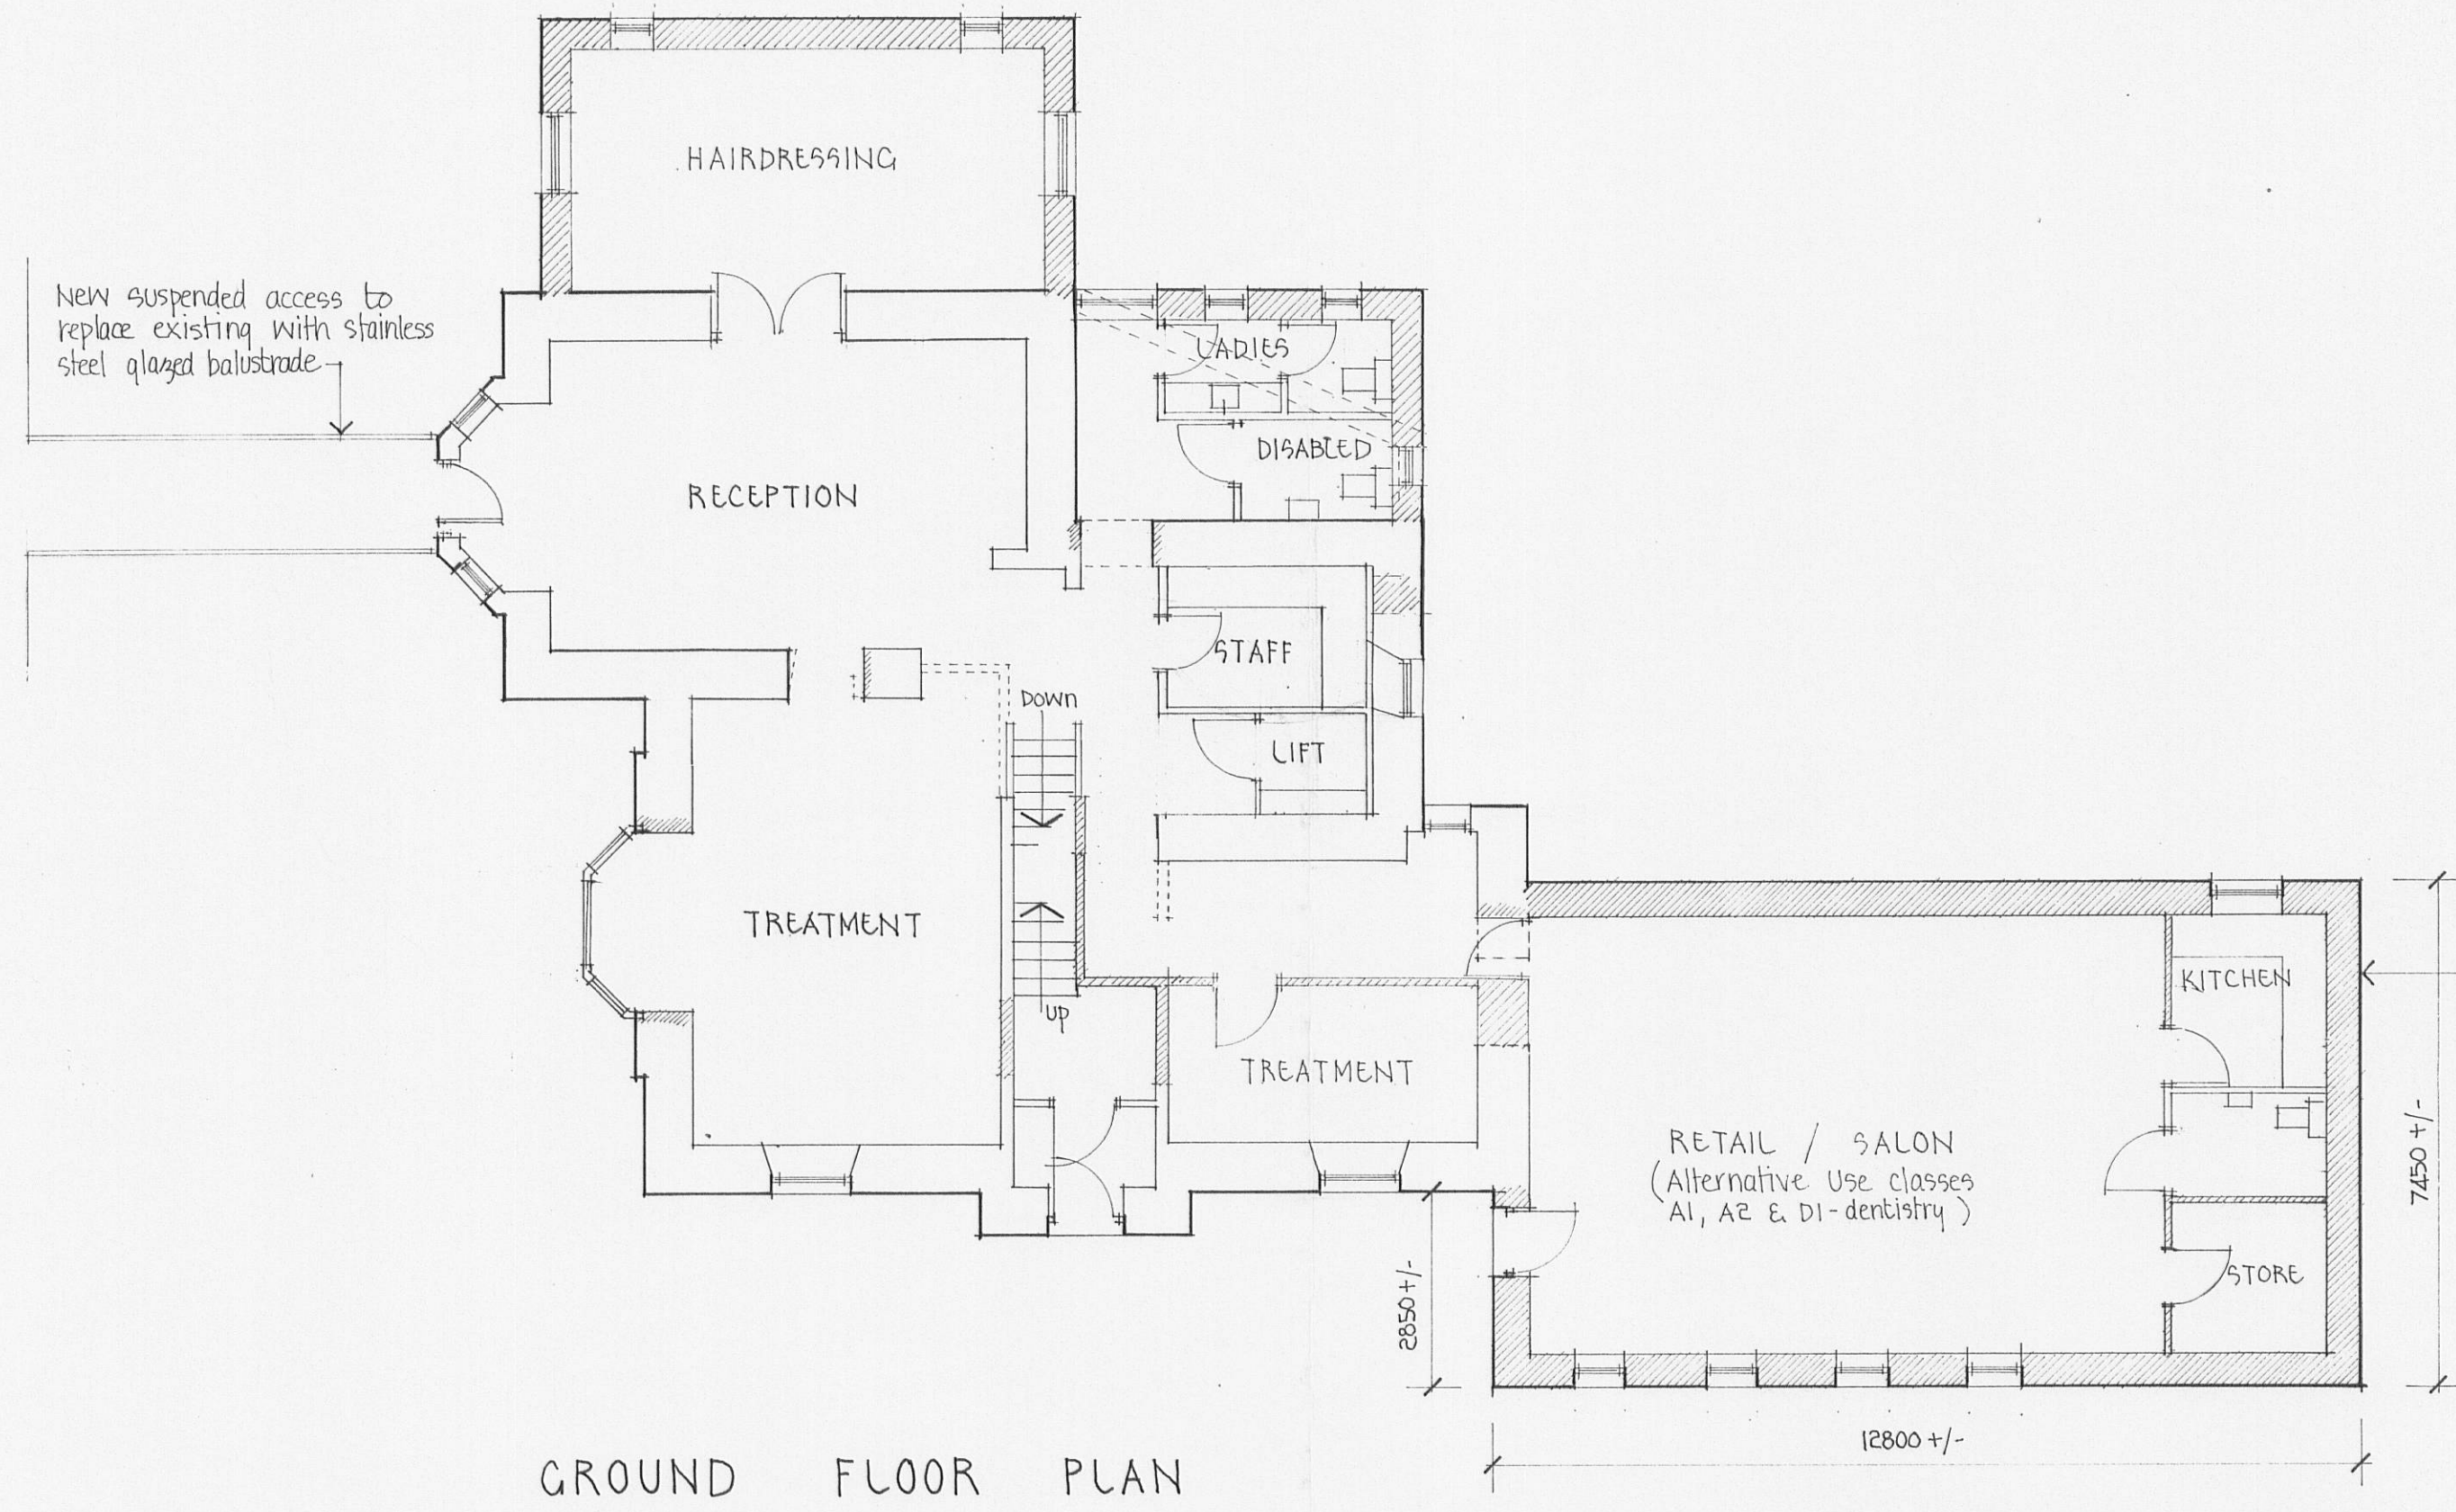 HAIRDRESSING
New suspended access to
replace existing with stainless
steel glazed balustrade
LADIES
DISABLED
RECEPTION
STAFF
DOWN
LIFT
TREATMENT
KITCHEN
UP
TREATMENT
RETAIL / SALON
(Alternative Use classes
A1, A2 & D1-dentistry)
STORE
7450 +/-
2850 +/-
12800 +/-
GROUND FLOOR PLAN